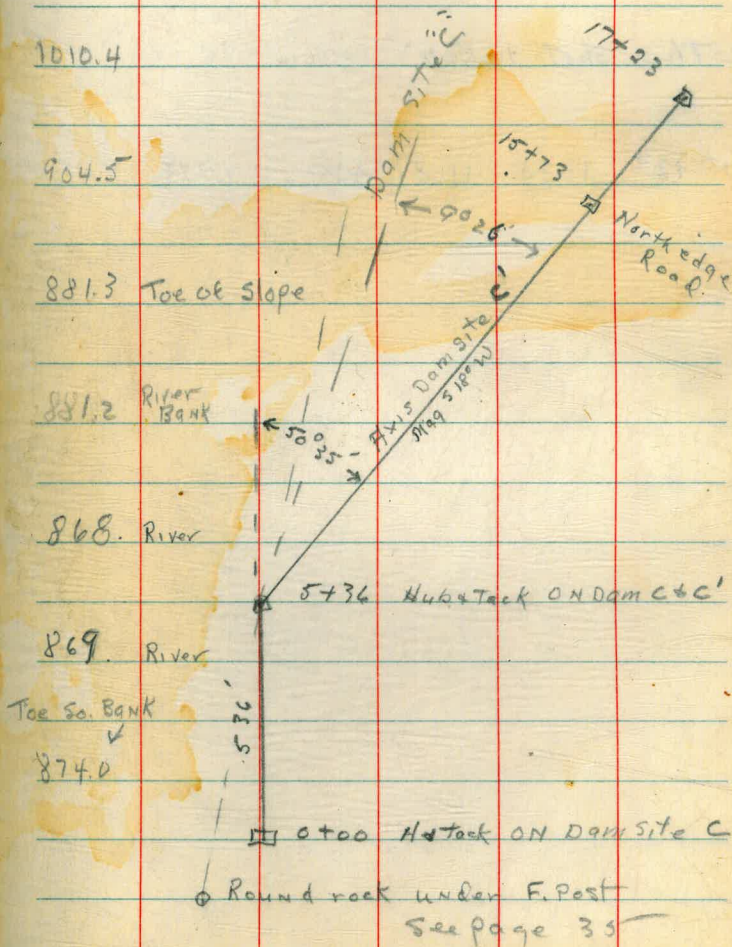 Dam Site "C"
1010.4
17+23
904.5
15+73
9° 26'
North edge
Road.
881.3 Toe of Slope
Axis Dam Site C'
Mag S 18° W
881.2 River
Bank
50°
35'
868. River
5+36 Hub & Tack ON Dam C & C'
869. River
Toe So. Bank
536'
874.0
0+00 H & Tack ON Dam Site C
Round rock under F. Post
See page 35